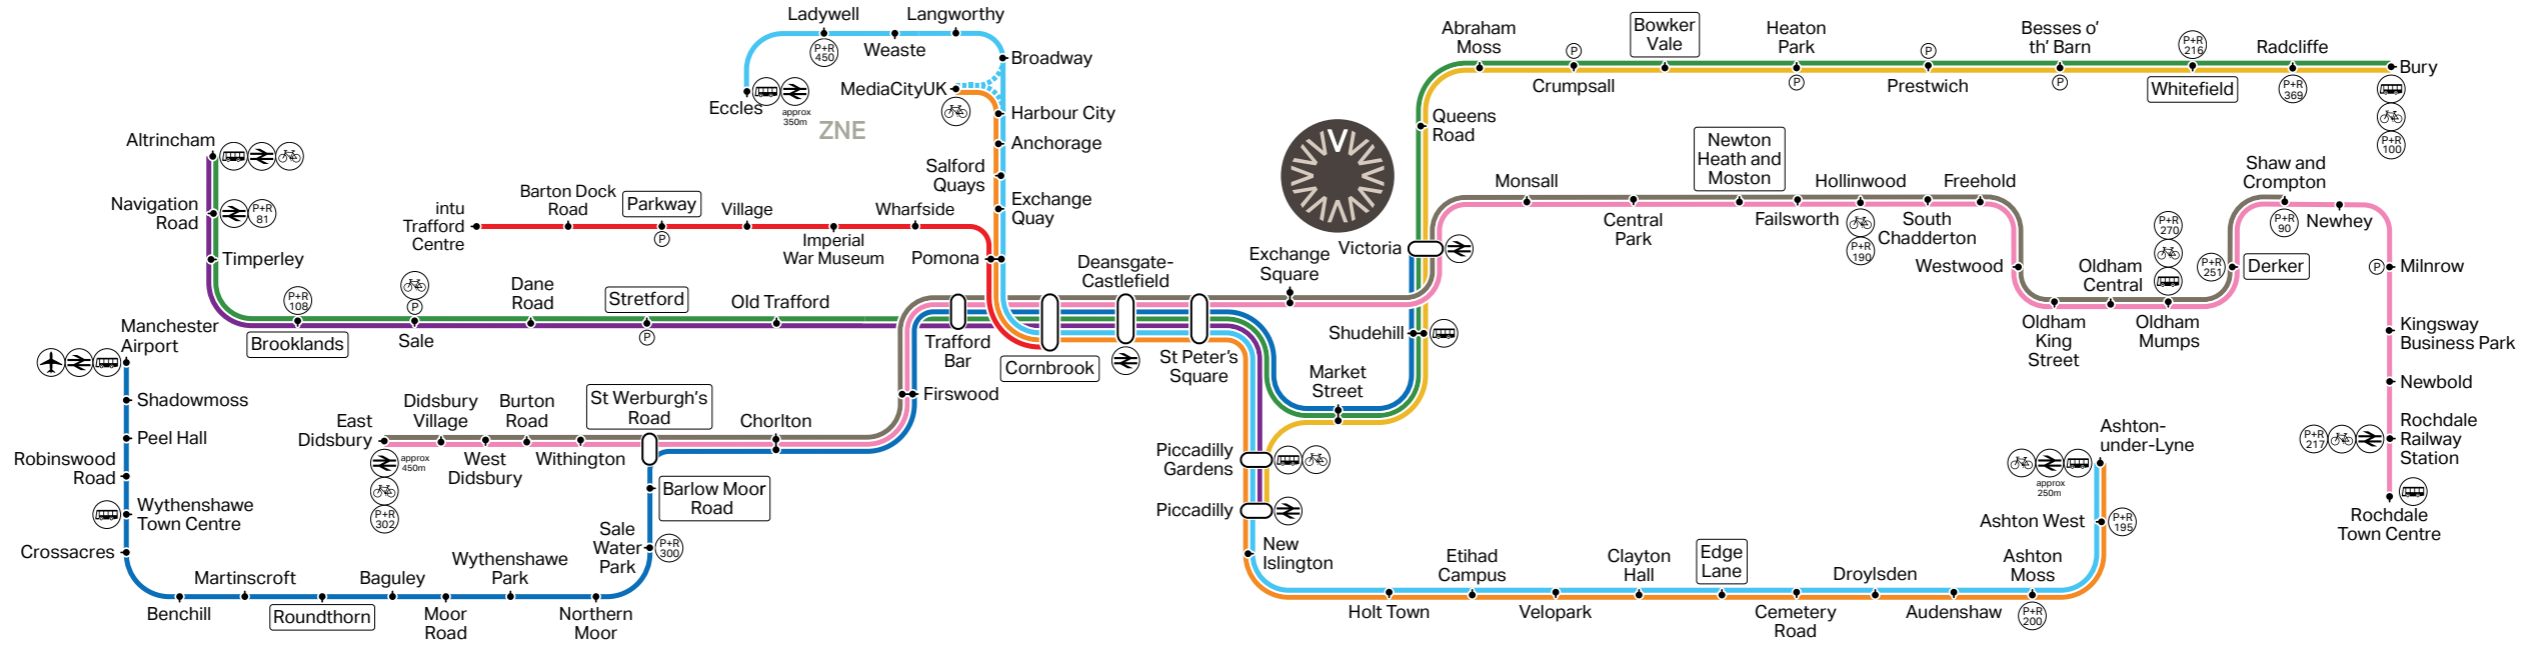 Ladywell
P+R
450
Weaste
Langworthy
Broadway
MediaCityUK
Eccles
approx
350m
ZNE
Harbour City
Anchorage
Salford
Quays
Exchange
Quay
Altrincham
Navigation
Road
P+R
81
Timperley
intu
Trafford
Centre
Barton Dock
Road
Parkway
P
Village
Imperial
War Museum
Wharfside
Pomona
P+R
108
Brooklands
P
Sale
Dane
Road
Stretford
P
Old Trafford
Trafford
Bar
Cornbrook
Deansgate-
Castlefield
St Peter's
Square
Exchange
Square
Victoria
V
Shudehill
Market
Street
Firswood
Manchester
Airport
Shadowmoss
Peel Hall
Robinswood
Road
Wythenshawe
Town Centre
Crossacres
Benchill
Martinscroft
Roundthorn
Baguley
Moor
Road
Wythenshawe
Park
Northern
Moor
Sale
Water
Park
P+R
300
Barlow Moor
Road
St Werburgh's
Road
Chorlton
East
Didsbury
approx
450m
P+R
302
Didsbury
Village
West
Didsbury
Burton
Road
Withington
Piccadilly
Gardens
Piccadilly
New
Islington
Holt Town
Etihad
Campus
Velopark
Clayton
Hall
Edge
Lane
Cemetery
Road
Droylsden
Audenshaw
Ashton
Moss
P+R
200
Ashton West
P+R
195
Ashton-
under-Lyne
approx
250m
Queens
Road
Abraham
Moss
P
Crumpsall
Bowker
Vale
Heaton
Park
P
P
Prestwich
Besses o'
th' Barn
P
P+R
216
Whitefield
Radcliffe
P+R
369
Bury
P+R
100
Monsall
Central
Park
Newton
Heath and
Moston
Failsworth
Hollinwood
P+R
190
South
Chadderton
Freehold
Westwood
Oldham
King
Street
Oldham
Central
P+R
270
Oldham
Mumps
P+R
251
Derker
Shaw and
Crompton
P+R
90
Newhey
P
Milnrow
Kingsway
Business Park
Newbold
P+R
217
Rochdale
Railway
Station
Rochdale
Town Centre